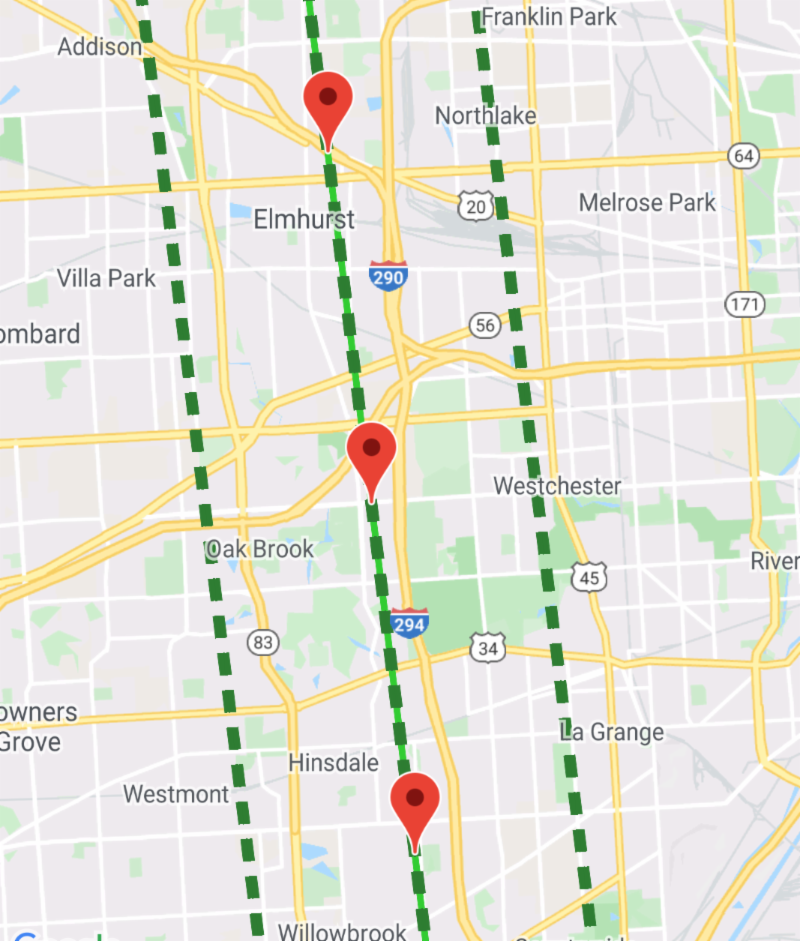 Franklin Park
Addison
Northlake
64
20
Melrose Park
Elmhurst
290
Villa Park
171
56
ombard
Westchester
Oak Brook
River
45
294
83
34
owners
Grove
La Grange
Hinsdale
Westmont
Willowbrook